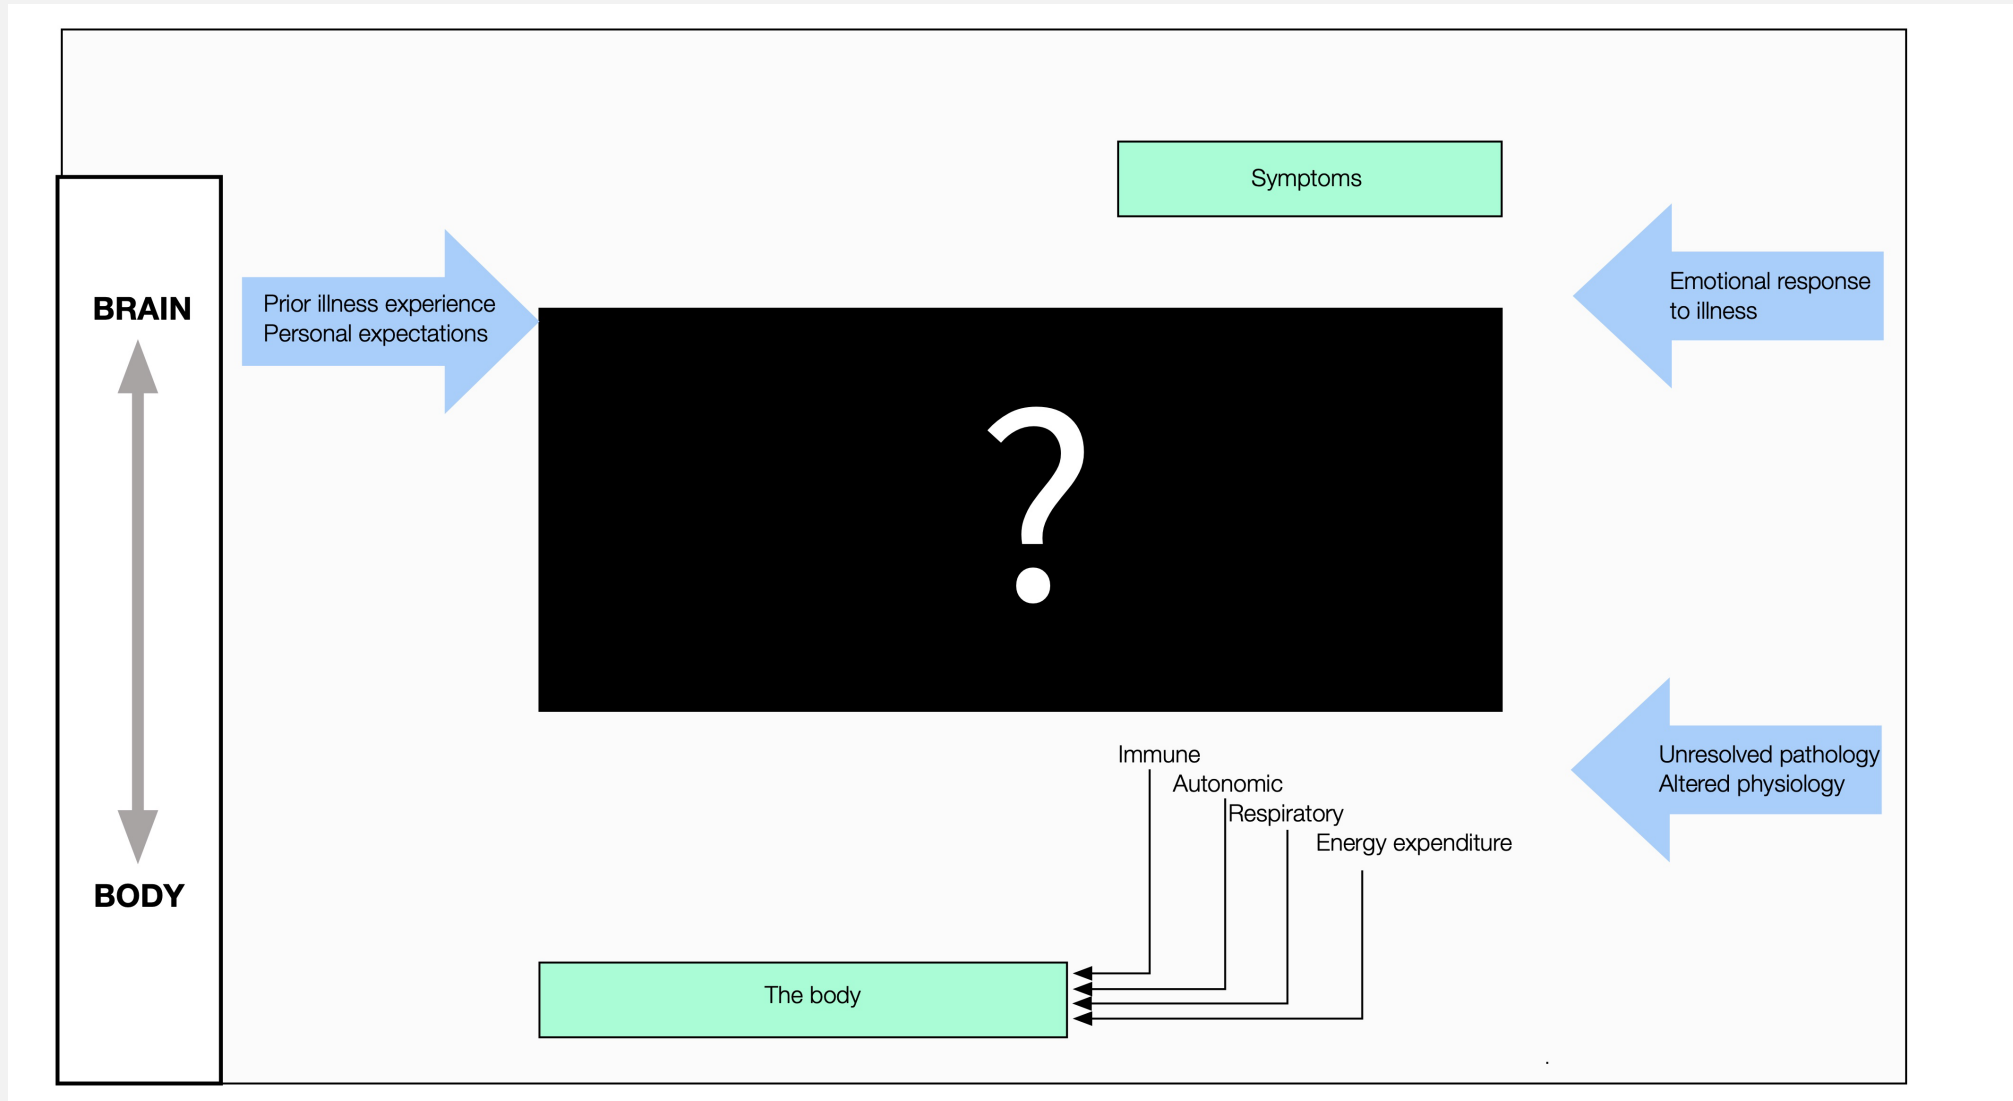 Symptoms
BRAIN
Prior illness experience
Personal expectations
Emotional response
to illness
?
Immune
Autonomic
Respiratory
Energy expenditure
Unresolved pathology
Altered physiology
BODY
The body